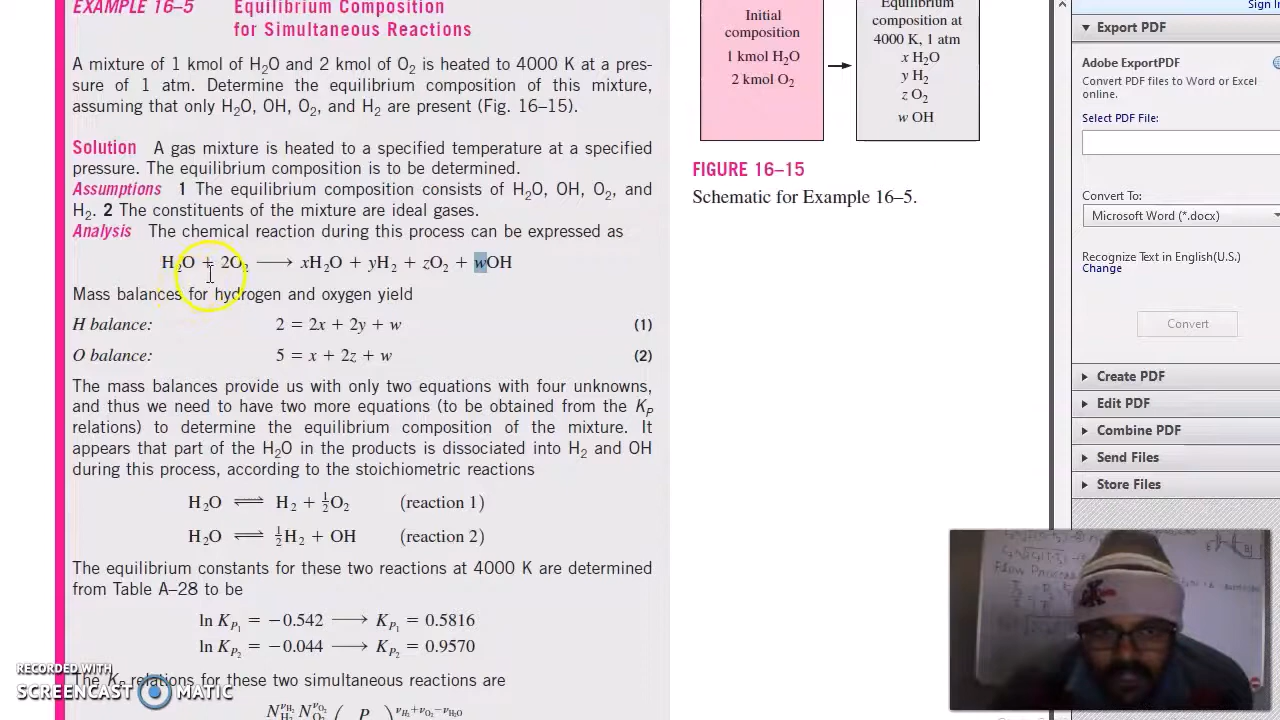 EXAMPLE 16–5 Equilibrium Composition
for Simultaneous Reactions
A mixture of 1 kmol of H₂O and 2 kmol of O₂ is heated to 4000 K at a pres-
sure of 1 atm. Determine the equilibrium composition of this mixture,
assuming that only H₂O, OH, O₂, and H₂ are present (Fig. 16–15).
Solution A gas mixture is heated to a specified temperature at a specified
pressure. The equilibrium composition is to be determined.
Assumptions 1 The equilibrium composition consists of H₂O, OH, O₂, and
H₂. 2 The constituents of the mixture are ideal gases.
Analysis The chemical reaction during this process can be expressed as
H₂O + 2O₂ ⟶ xH₂O + yH₂ + zO₂ + wOH
Mass balances for hydrogen and oxygen yield
H balance: 2 = 2x + 2y + w (1)
O balance: 5 = x + 2z + w (2)
The mass balances provide us with only two equations with four unknowns,
and thus we need to have two more equations (to be obtained from the K_P
relations) to determine the equilibrium composition of the mixture. It
appears that part of the H₂O in the products is dissociated into H₂ and OH
during this process, according to the stoichiometric reactions
H₂O ⇌ H₂ + ½O₂ (reaction 1)
H₂O ⇌ ½H₂ + OH (reaction 2)
The equilibrium constants for these two reactions at 4000 K are determined
from Table A–28 to be
ln K_P₁ = −0.542 ⟶ K_P₁ = 0.5816
ln K_P₂ = −0.044 ⟶ K_P₂ = 0.9570
The K_P relations for these two simultaneous reactions are
Initial
composition
1 kmol H₂O
2 kmol O₂
Equilibrium
composition at
4000 K, 1 atm
x H₂O
y H₂
z O₂
w OH
FIGURE 16–15
Schematic for Example 16–5.
Sign In
Export PDF
Adobe ExportPDF
Convert PDF files to Word or Excel
online.
Select PDF File:
Convert To:
Microsoft Word (*.docx)
Recognize Text in English(U.S.)
Change
Convert
Create PDF
Edit PDF
Combine PDF
Send Files
Store Files
RECORDED WITH
SCREENCAST MATIC